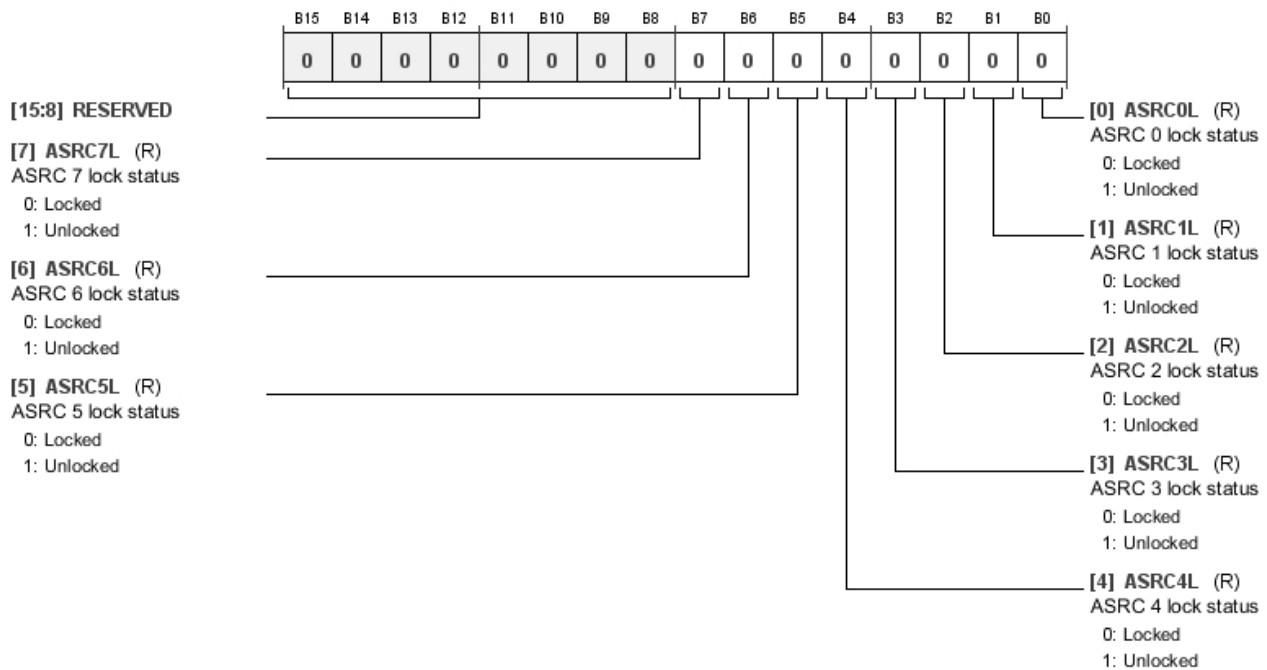 B15 B14 B13 B12 B11 B10 B9 B8 B7 B6 B5 B4 B3 B2 B1 B0
0 0 0 0 0 0 0 0 0 0 0 0 0 0 0 0
[15:8] RESERVED
[7] ASRC7L (R)
ASRC 7 lock status
0: Locked
1: Unlocked
[6] ASRC6L (R)
ASRC 6 lock status
0: Locked
1: Unlocked
[5] ASRC5L (R)
ASRC 5 lock status
0: Locked
1: Unlocked
[0] ASRC0L (R)
ASRC 0 lock status
0: Locked
1: Unlocked
[1] ASRC1L (R)
ASRC 1 lock status
0: Locked
1: Unlocked
[2] ASRC2L (R)
ASRC 2 lock status
0: Locked
1: Unlocked
[3] ASRC3L (R)
ASRC 3 lock status
0: Locked
1: Unlocked
[4] ASRC4L (R)
ASRC 4 lock status
0: Locked
1: Unlocked